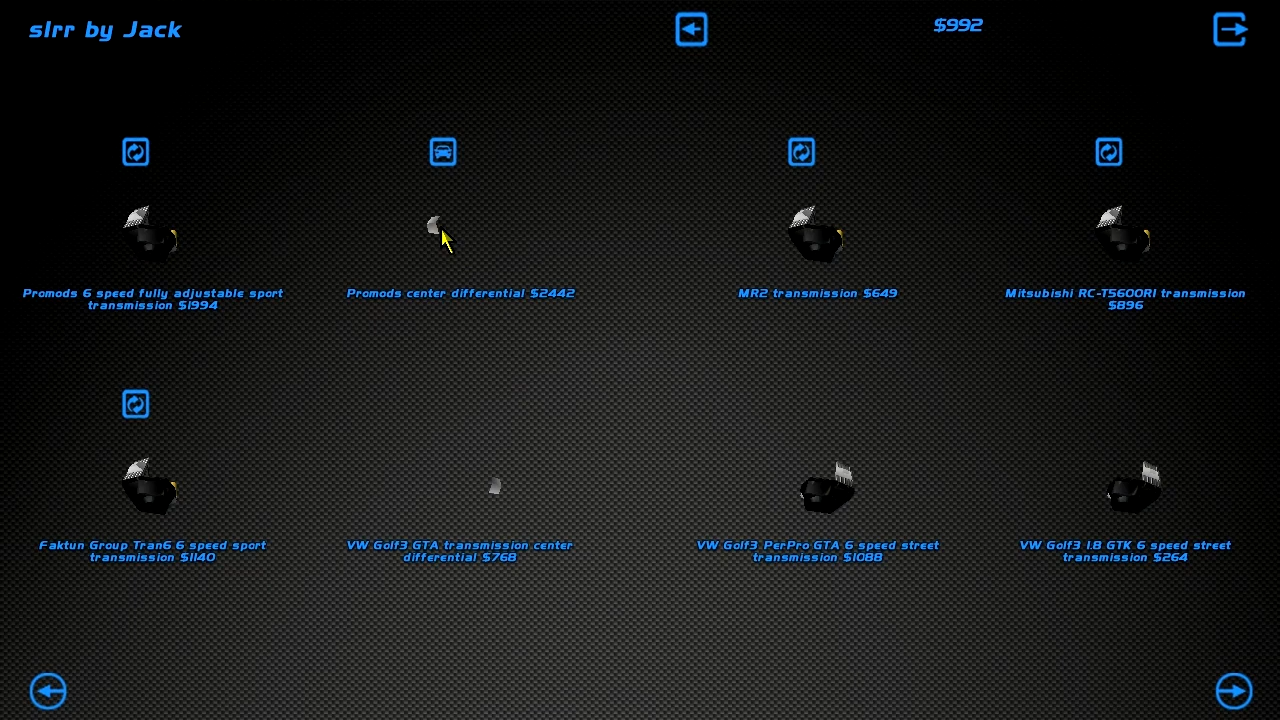 slrr by Jack
$992
Promods 6 speed fully adjustable sport
transmission $1994
Promods center differential $2442
MR2 transmission $649
Mitsubishi RC-T5600R1 transmission
$896
Faktun Group Tran6 6 speed sport
transmission $1140
VW Golf3 GTA transmission center
differential $768
VW Golf3 PerPro GTA 6 speed street
transmission $1088
VW Golf3 1.8 GTK 6 speed street
transmission $264